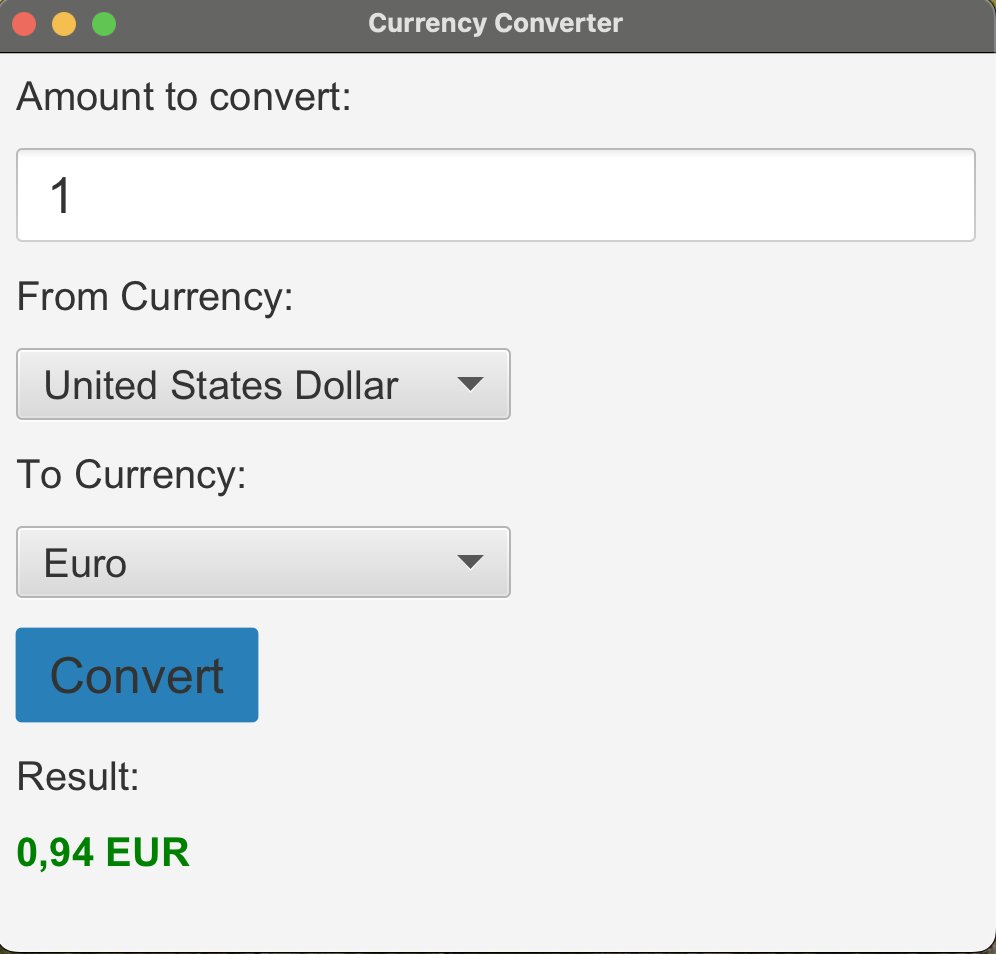 Currency Converter
Amount to convert:
1
From Currency:
United States Dollar
To Currency:
Euro
Convert
Result:
0,94 EUR